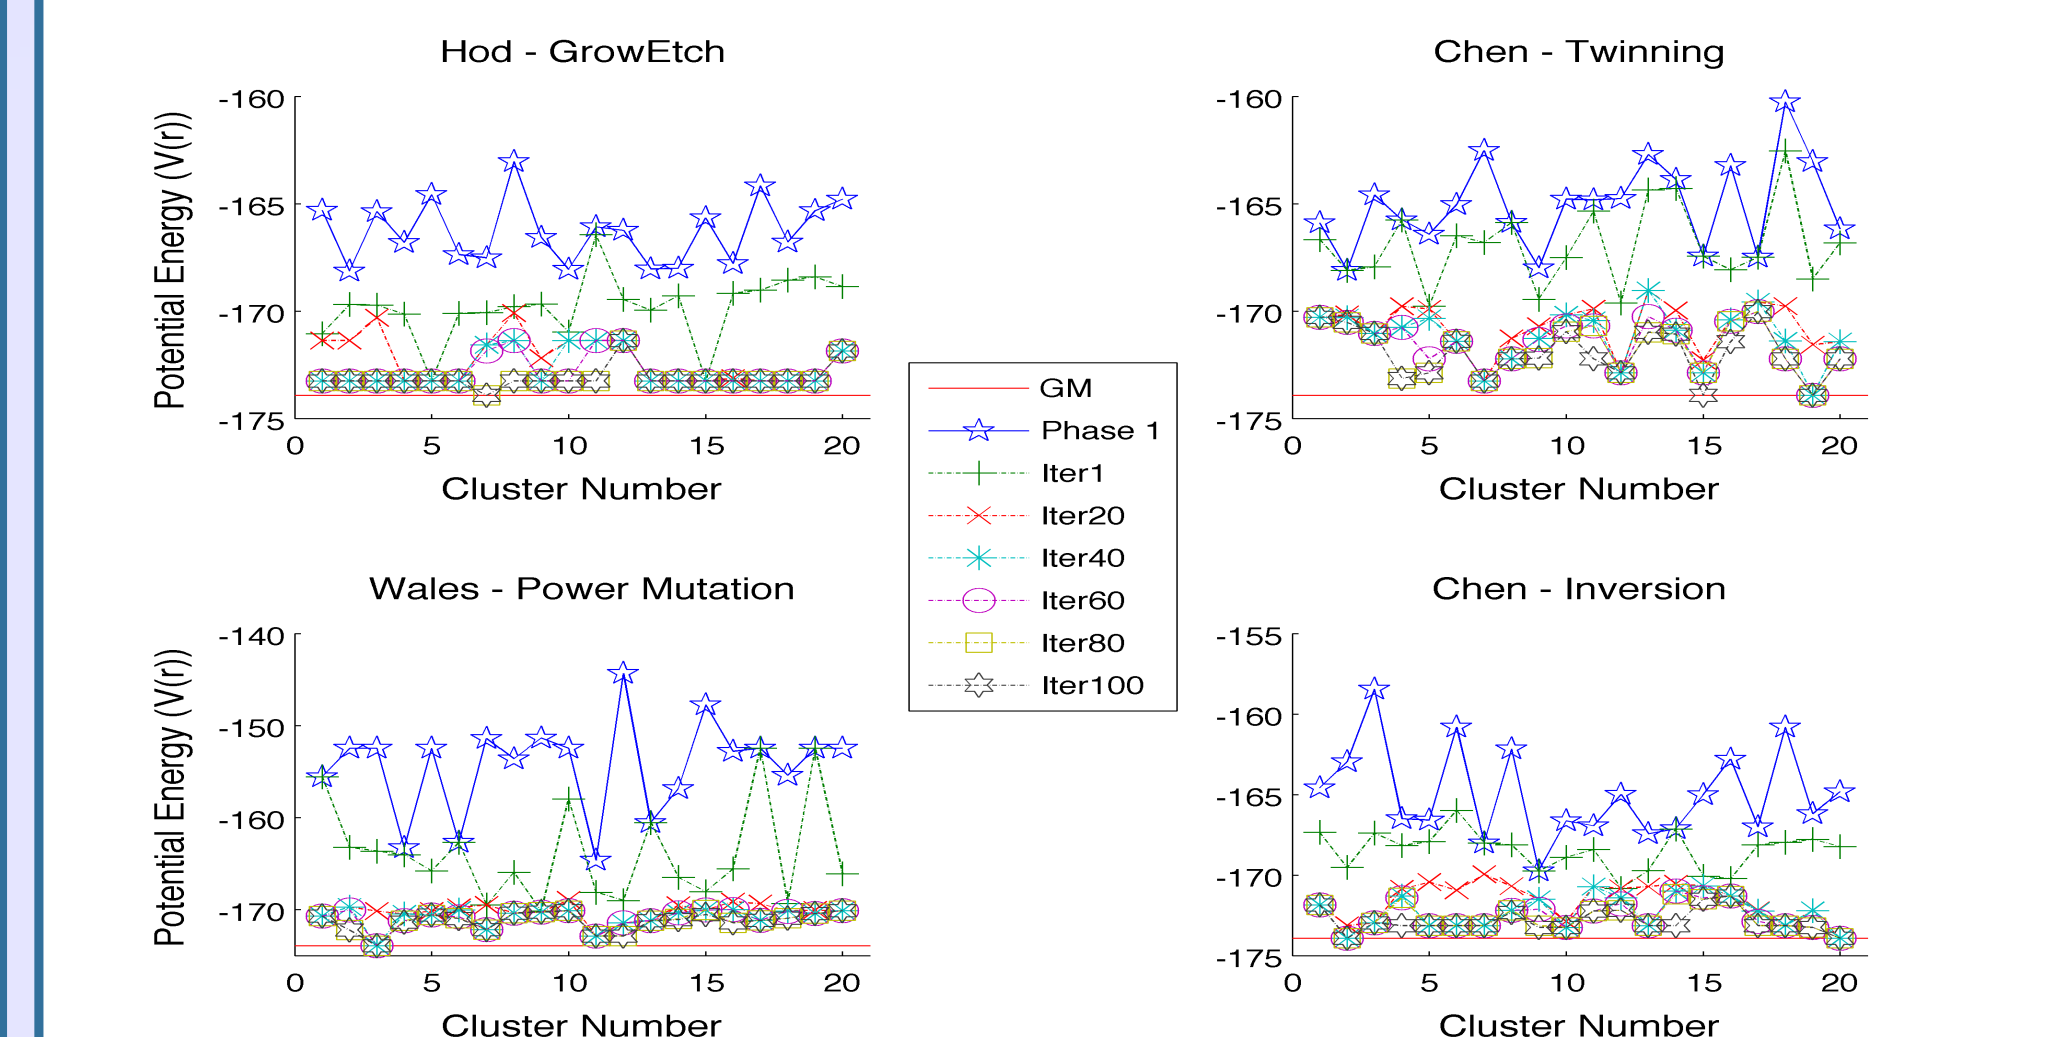 Hod - GrowEtch
-160
-165
-170
-175
0 5 10 15 20
Potential Energy (V(r))
Cluster Number
Chen - Twinning
-160
-165
-170
-175
0 5 10 15 20
Cluster Number
GM
Phase 1
Iter1
Iter20
Iter40
Iter60
Iter80
Iter100
Wales - Power Mutation
-140
-150
-160
-170
0 5 10 15 20
Potential Energy (V(r))
Cluster Number
Chen - Inversion
-155
-160
-165
-170
-175
0 5 10 15 20
Cluster Number